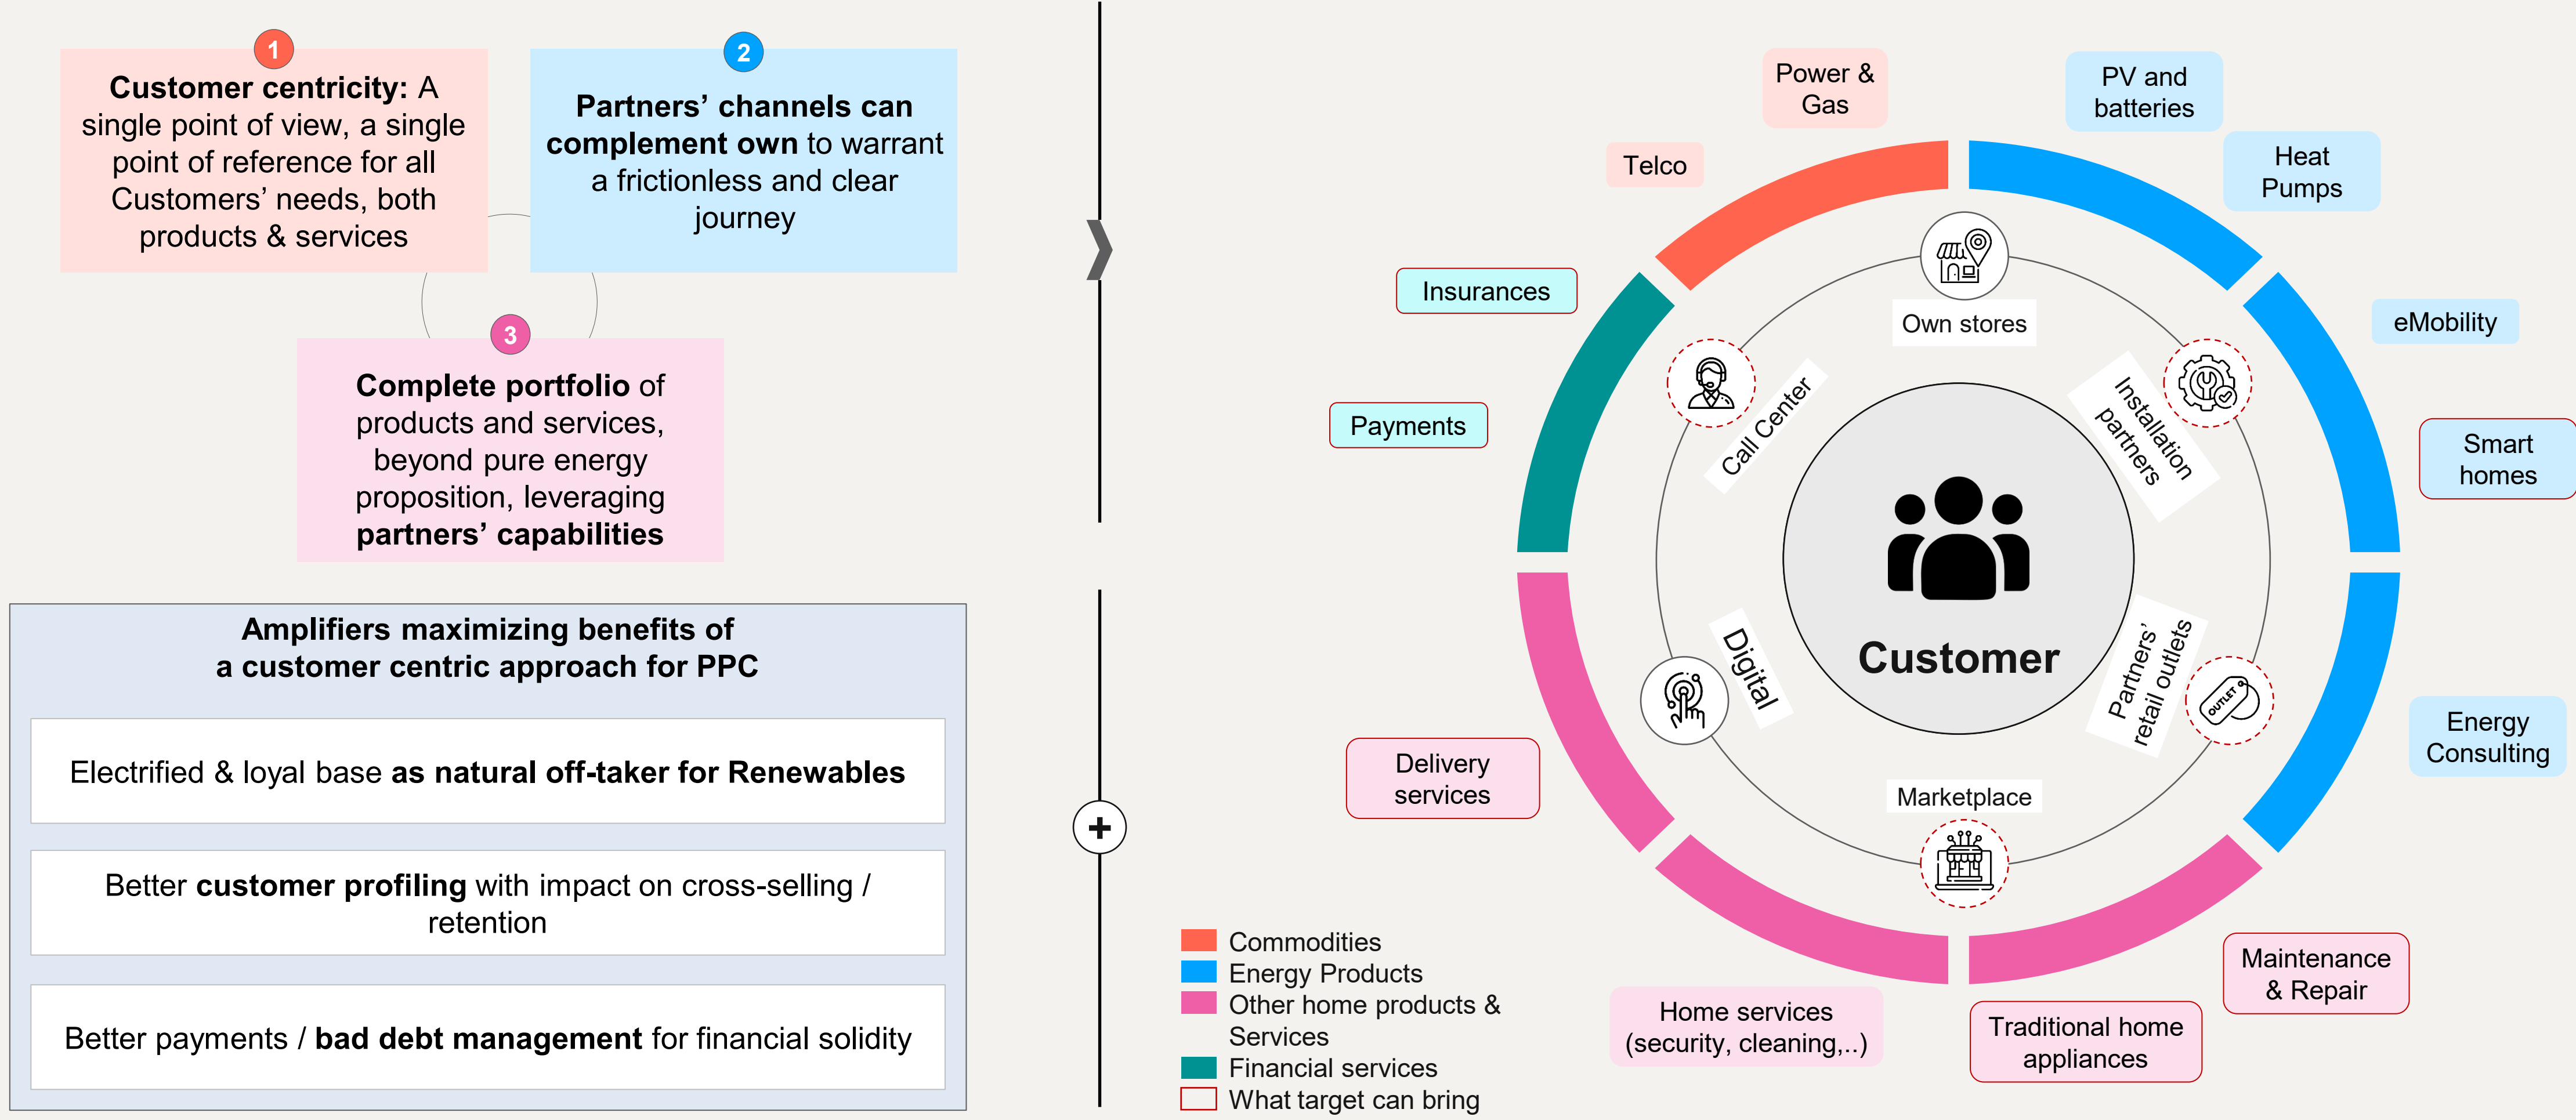 1
Customer centricity: A
single point of view, a single
point of reference for all
Customers’ needs, both
products & services
2
Partners’ channels can
complement own to warrant
a frictionless and clear
journey
3
Complete portfolio of
products and services,
beyond pure energy
proposition, leveraging
partners’ capabilities
Amplifiers maximizing benefits of
a customer centric approach for PPC
Electrified & loyal base as natural off-taker for Renewables
Better customer profiling with impact on cross-selling /
retention
Better payments / bad debt management for financial solidity
+
Power &
Gas
PV and
batteries
Telco
Heat
Pumps
Insurances
eMobility
Payments
Smart
homes
Own stores
Call Center
Installation
partners
Customer
Digital
Partners’
retail outlets
OUTLET
Marketplace
Delivery
services
Energy
Consulting
Home services
(security, cleaning,..)
Traditional home
appliances
Maintenance
& Repair
Commodities
Energy Products
Other home products &
Services
Financial services
What target can bring